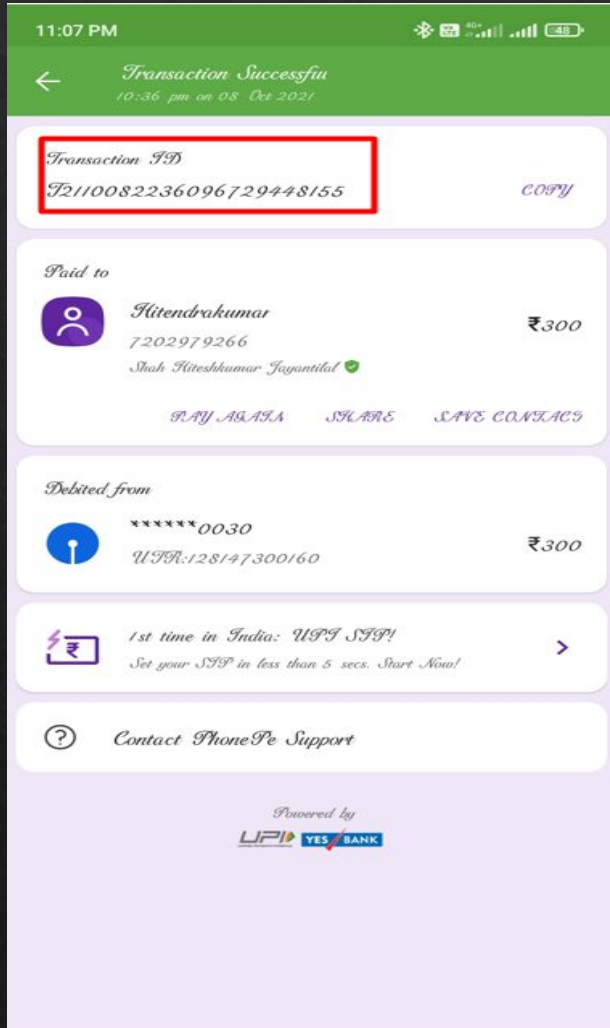 11:07 PM
4G+
48
Transaction Successfu
10:36 pm on 08 Oct 2021
Transaction ID
T2110082236096729448155
COPY
Paid to
Hitendrakumar
₹300
7202979266
Shah Hiteshkumar Jayantilal
PAY AGAIN SHARE SAVE CONTACT
Debited from
******0030
₹300
UTR:128147300160
1st time in India: UPI SIP!
Set your SIP in less than 5 secs. Start Now!
Contact PhonePe Support
Powered by
UPI YES BANK